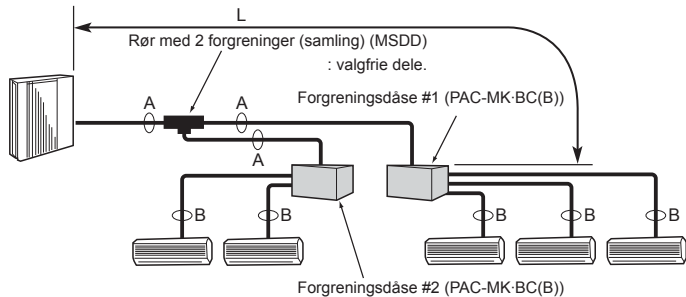 L
Rør med 2 forgreninger (samling) (MSDD)
: valgfrie dele.
Forgreningsdåse #1 (PAC-MK·BC(B))
A
A
A
B
B
B
B
B
Forgreningsdåse #2 (PAC-MK·BC(B))